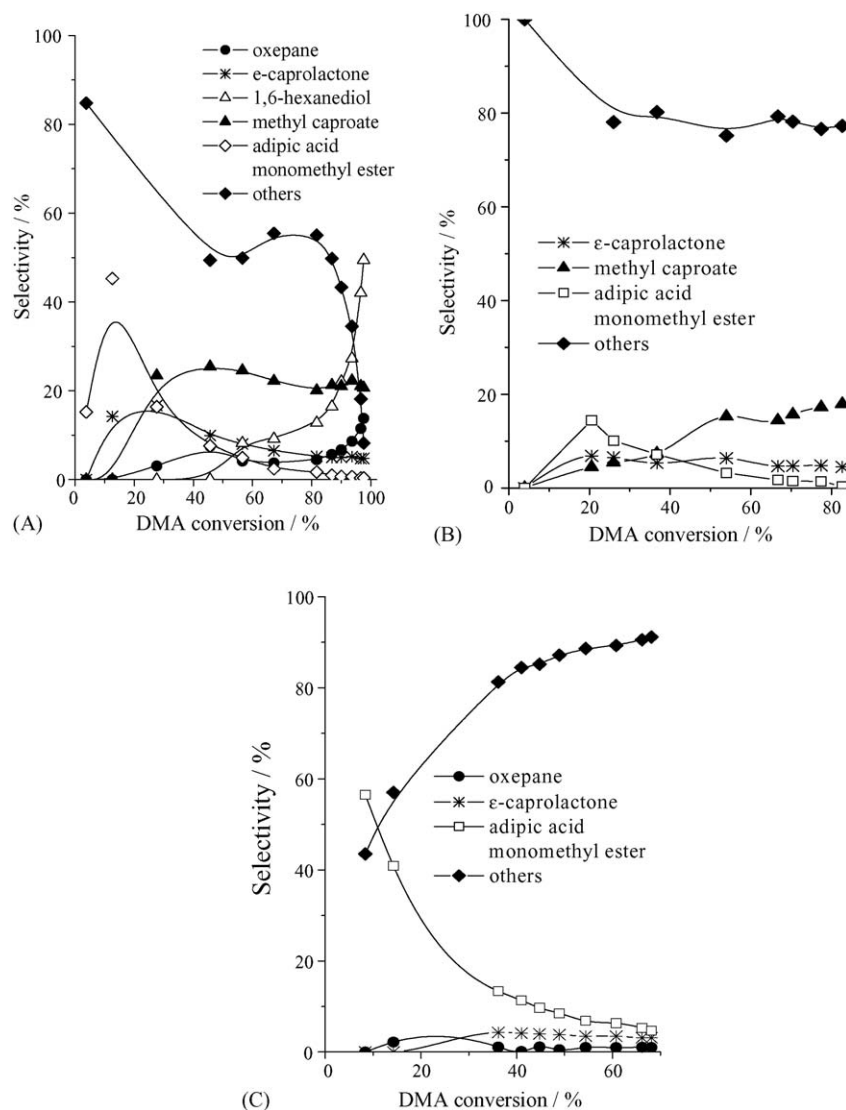 100
80
60
40
20
0
Selectivity / %
oxepane
e-caprolactone
1,6-hexanediol
methyl caproate
adipic acid
monomethyl ester
others
0 20 40 60 80 100
DMA conversion / %
(A)
100
80
60
40
20
0
Selectivity / %
ε-caprolactone
methyl caproate
adipic acid
monomethyl ester
others
0 20 40 60 80
DMA conversion / %
(B)
100
80
60
40
20
0
Selectivity / %
oxepane
ε-caprolactone
adipic acid
monomethyl ester
others
0 20 40 60 80
DMA conversion / %
(C)